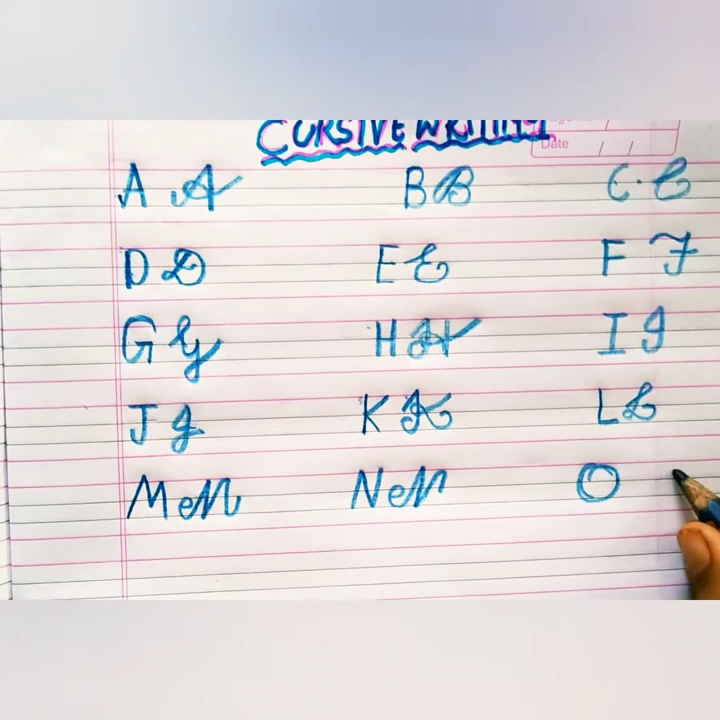 CURSIVE WRITING
Date / /
A A B B C . C
D D E E F F
G G H H I I
J J K K L L
M M N N O